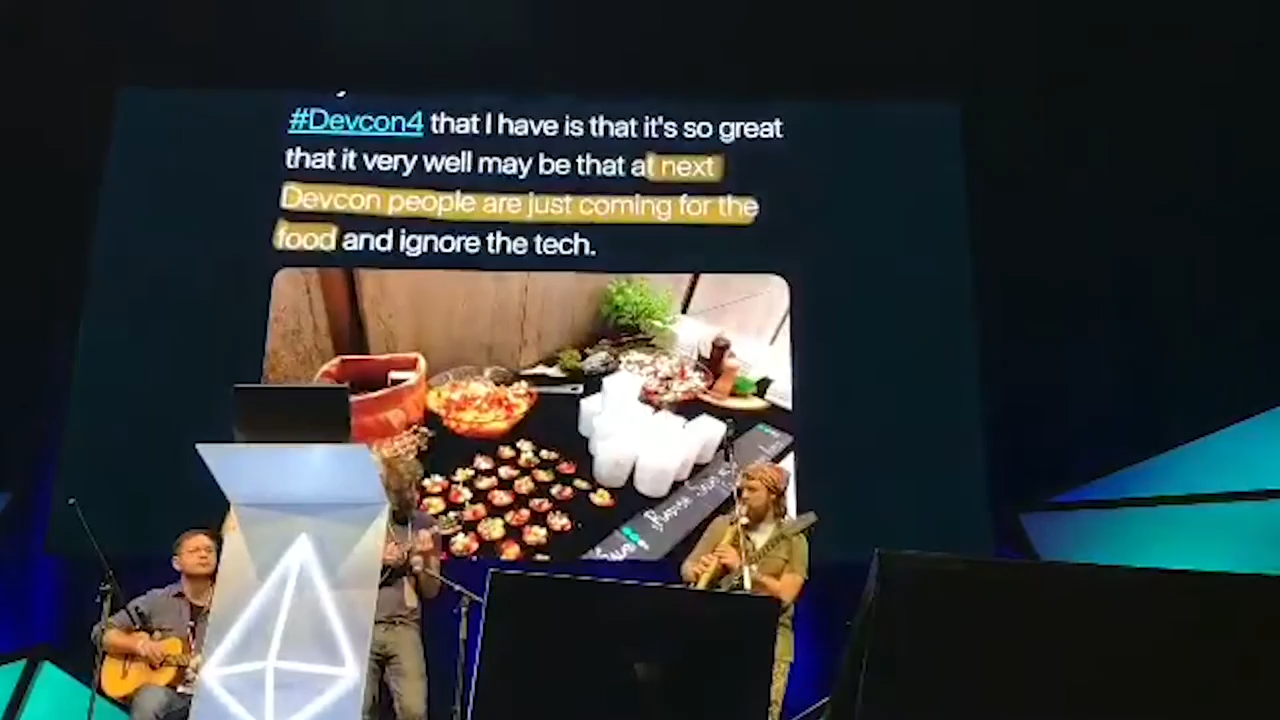 #Devcon4 that I have is that it's so great
that it very well may be that at next
Devcon people are just coming for the
food and ignore the tech.